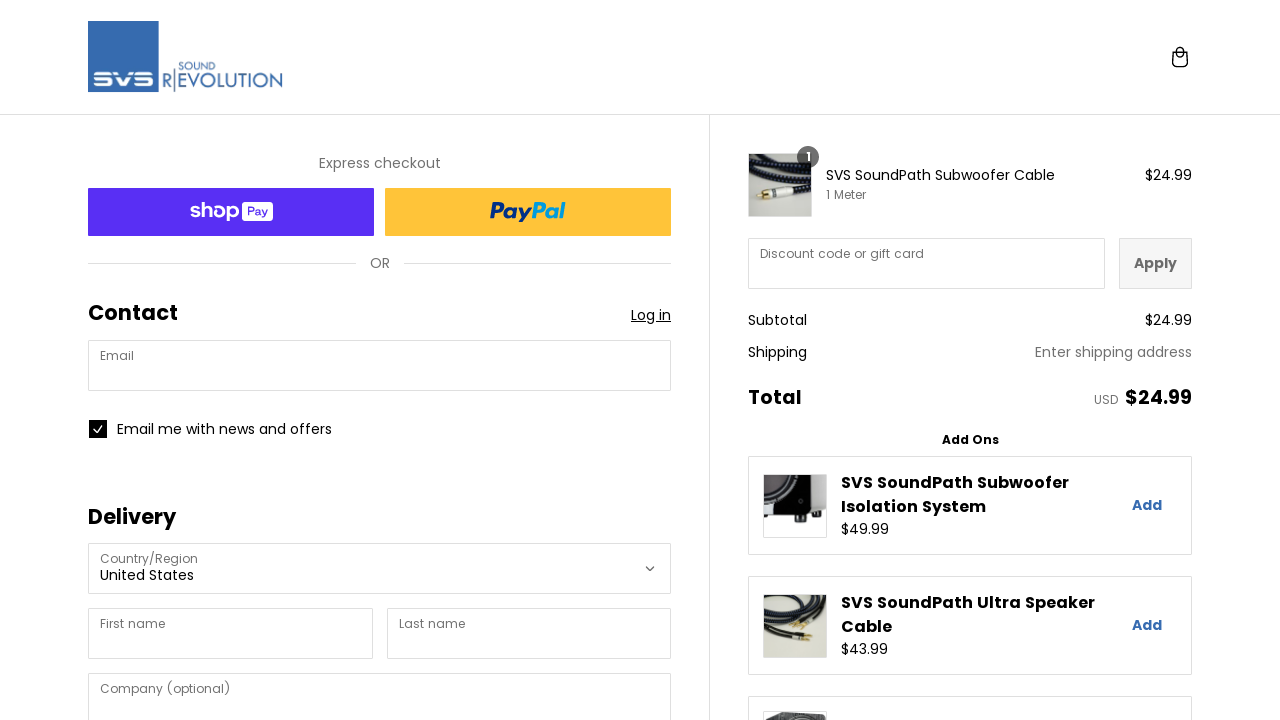 SVS
SOUND
R|EVOLUTION
Express checkout
shop Pay
PayPal
OR
Contact
Log in
Email
Email me with news and offers
Delivery
Country/Region
United States
First name
Last name
Company (optional)
1
SVS SoundPath Subwoofer Cable
$24.99
1 Meter
Discount code or gift card
Apply
Subtotal
$24.99
Shipping
Enter shipping address
Total
USD $24.99
Add Ons
SVS SoundPath Subwoofer
Isolation System
$49.99
Add
SVS SoundPath Ultra Speaker
Cable
$43.99
Add